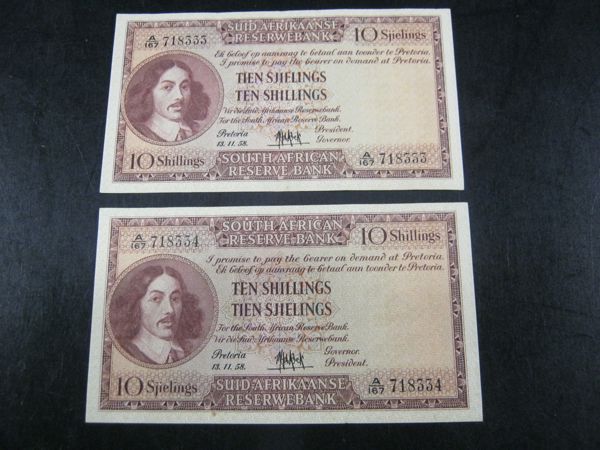 A/167 718333
SUID-AFRIKAANSE
RESERWEBANK
10 Sjielings
Ek beloof op aanvraag te betaal aan toonder te Pretoria.
I promise to pay the bearer on demand at Pretoria.
TIEN SJIELINGS
TEN SHILLINGS
Vir die Suid-Afrikaanse Reserwebank.
For the South African Reserve Bank.
Pretoria
13.11.58.
President.
Governor.
10 Shillings
SOUTH AFRICAN
RESERVE BANK
A/167 718333
A/167 718334
SOUTH AFRICAN
RESERVE BANK
10 Shillings
I promise to pay the bearer on demand at Pretoria.
Ek beloof op aanvraag te betaal aan toonder te Pretoria.
TEN SHILLINGS
TIEN SJIELINGS
For the South African Reserve Bank.
Vir die Suid-Afrikaanse Reserwebank.
Pretoria
13.11.58.
Governor.
President.
10 Sjielings
SUID-AFRIKAANSE
RESERWEBANK
A/167 718334